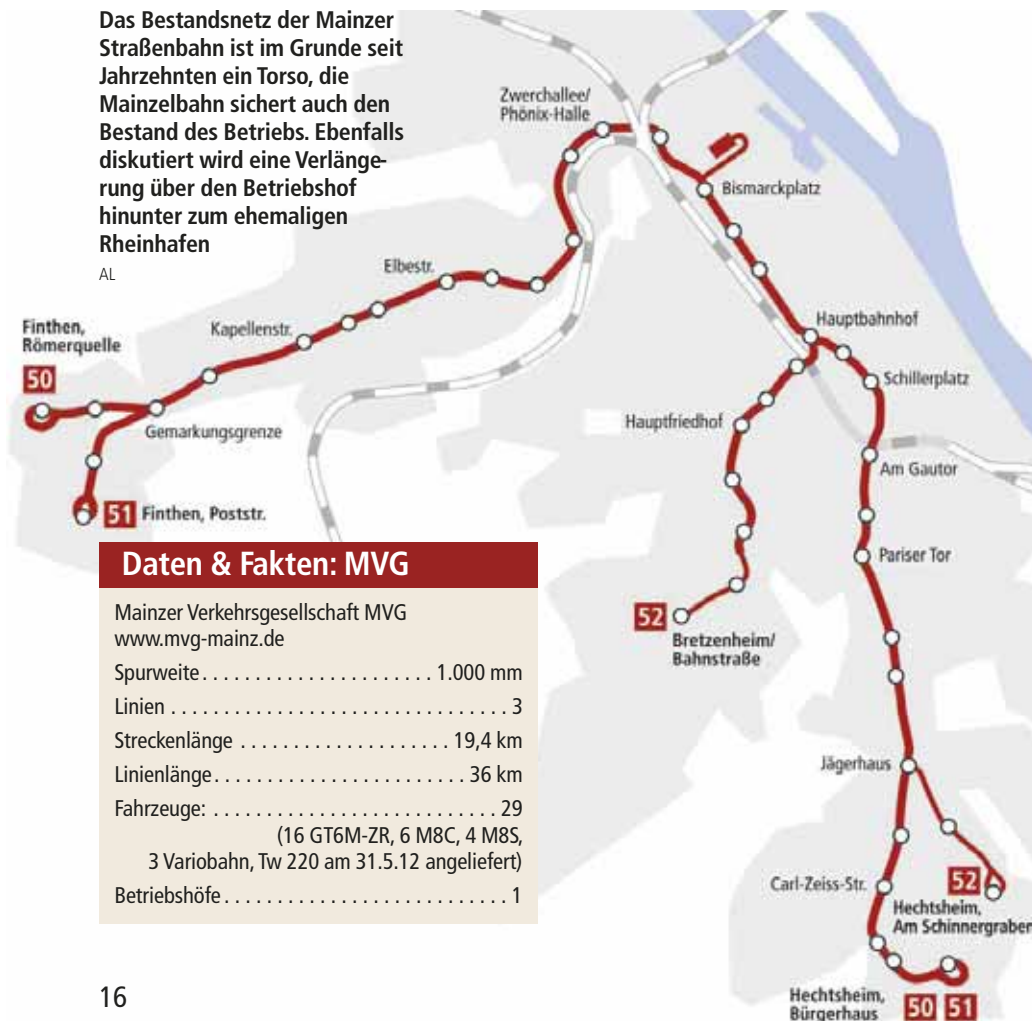 Das Bestandsnetz der Mainzer
Straßenbahn ist im Grunde seit
Jahrzehnten ein Torso, die
Mainzelbahn sichert auch den
Bestand des Betriebs. Ebenfalls
diskutiert wird eine Verlänge-
rung über den Betriebshof
hinunter zum ehemaligen
Rheinhafen
AL
Zwerchallee/
Phönix-Halle
Bismarckplatz
Elbestr.
Kapellenstr.
Finthen,
Römerquelle
50
Gemarkungsgrenze
51 Finthen, Poststr.
Hauptbahnhof
Schillerplatz
Hauptfriedhof
Am Gautor
Pariser Tor
52
Bretzenheim/
Bahnstraße
Jägerhaus
Carl-Zeiss-Str.
52
Hechtsheim,
Am Schinnergraben
Hechtsheim,
Bürgerhaus
50 51
Daten & Fakten: MVG
Mainzer Verkehrsgesellschaft MVG
www.mvg-mainz.de
Spurweite . . . . . . . . . . . . . . . . . . . . . . 1.000 mm
Linien . . . . . . . . . . . . . . . . . . . . . . . . . . . . . . . . 3
Streckenlänge . . . . . . . . . . . . . . . . . . . . 19,4 km
Linienlänge . . . . . . . . . . . . . . . . . . . . . . . . 36 km
Fahrzeuge: . . . . . . . . . . . . . . . . . . . . . . . . . . . 29
(16 GT6M-ZR, 6 M8C, 4 M8S,
3 Variobahn, Tw 220 am 31.5.12 angeliefert)
Betriebshöfe . . . . . . . . . . . . . . . . . . . . . . . . . . . 1
16